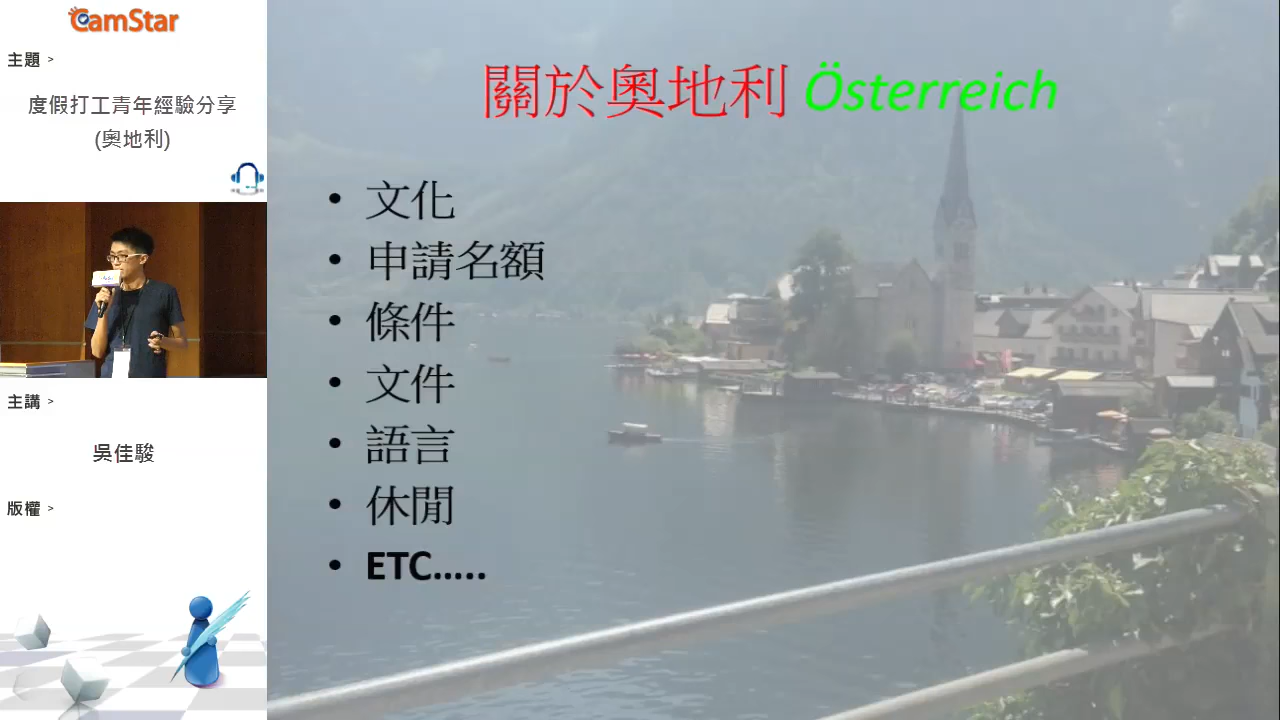 CamStar
主題 >
度假打工青年經驗分享
(奧地利)
主講 >
吳佳駿
版權 >
關於奧地利 Österreich
• 文化
• 申請名額
• 條件
• 文件
• 語言
• 休閒
• ETC.....